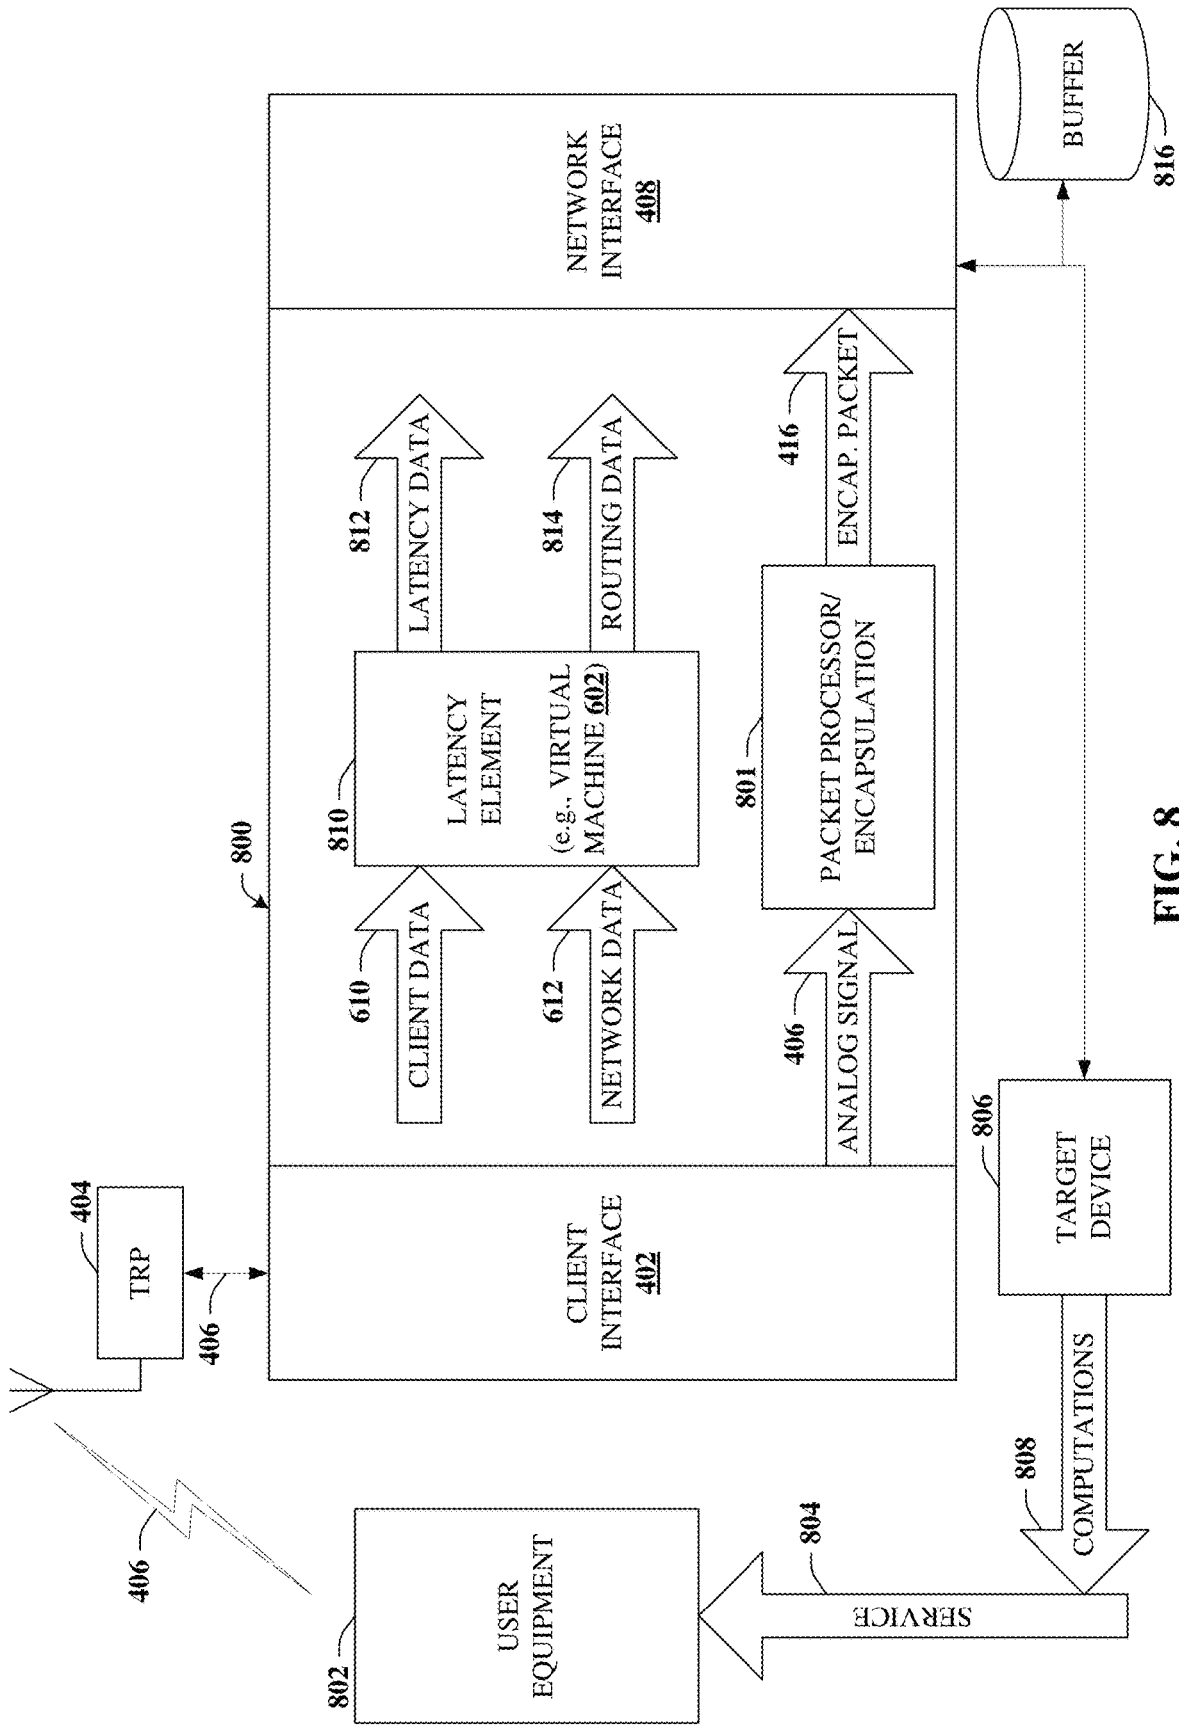 800
TRP
404
406
406
USER
EQUIPMENT
802
SERVICE
804
COMPUTATIONS
808
TARGET
DEVICE
806
CLIENT
INTERFACE
402
CLIENT DATA
610
NETWORK DATA
612
ANALOG SIGNAL
406
LATENCY
ELEMENT
(e.g., VIRTUAL
MACHINE 602)
810
PACKET PROCESSOR/
ENCAPSULATION
801
LATENCY DATA
812
ROUTING DATA
814
ENCAP. PACKET
416
NETWORK
INTERFACE
408
BUFFER
816
FIG. 8